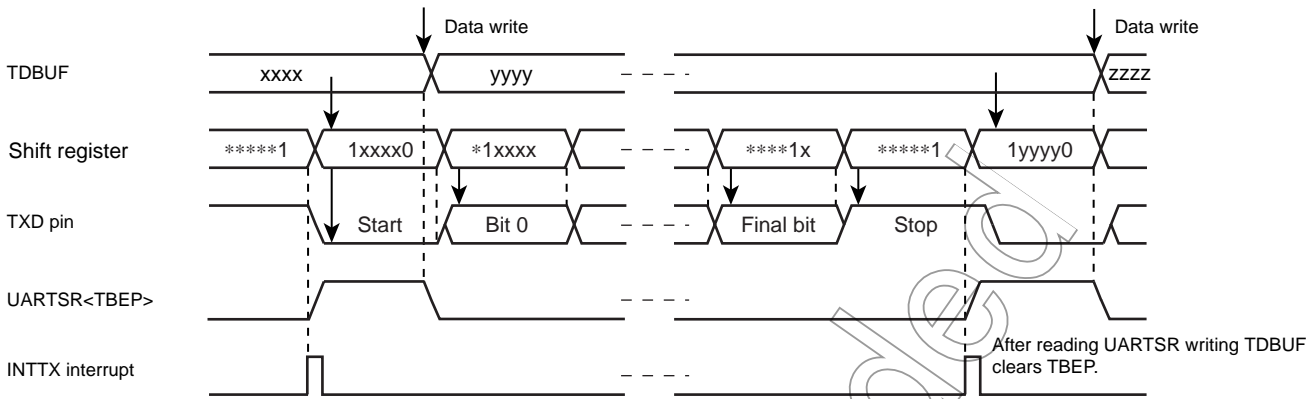 Data write
Data write
TDBUF
xxxx
yyyy
zzzz
Shift register
*****1
1xxxx0
*1xxxx
****1x
*****1
1yyyy0
TXD pin
Start
Bit 0
Final bit
Stop
UARTSR<TBEP>
INTTX interrupt
After reading UARTSR writing TDBUF
clears TBEP.
ded